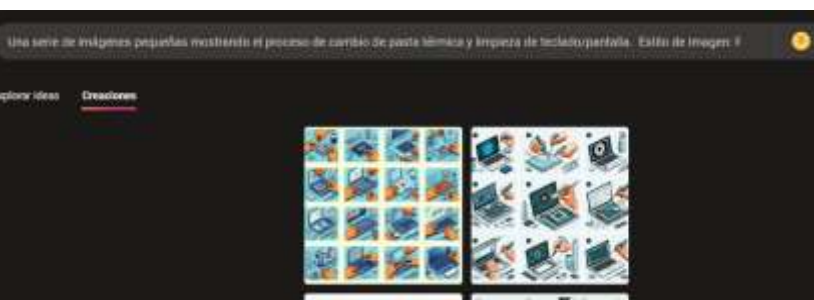 Una serie de imágenes pequeñas mostrando el proceso de cambio de pasta térmica y limpieza de teclado/pantalla. Estilo de Imagen:
xplorar ideas Creaciones